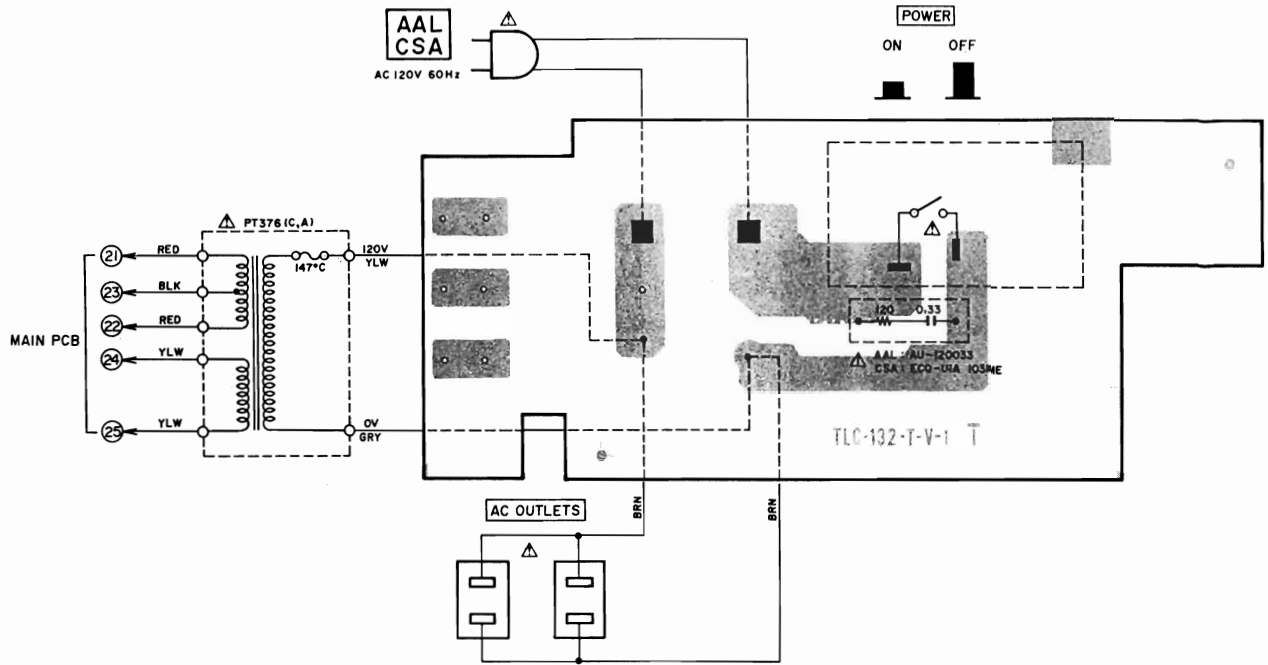 POWER
AAL
CSA
ON OFF
AC 120V 60Hz
PT376 (C,A)
21 RED
147°C
120V
YLW
23 BLK
22 RED
MAIN PCB
24 YLW
25 YLW
0V
GRY
120 0.33
AAL : AU-120033
CSA : ECQ-U1A 103ME
TLC-132-T-V-1 T
AC OUTLETS
BRN
BRN